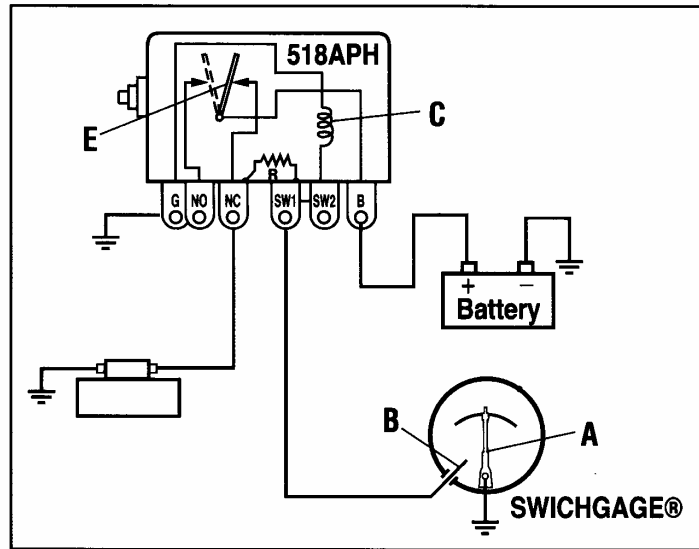 518APH
C
E
R
G NO NC SW1 SW2 B
+ −
Battery
B
A
SWICHGAGE®